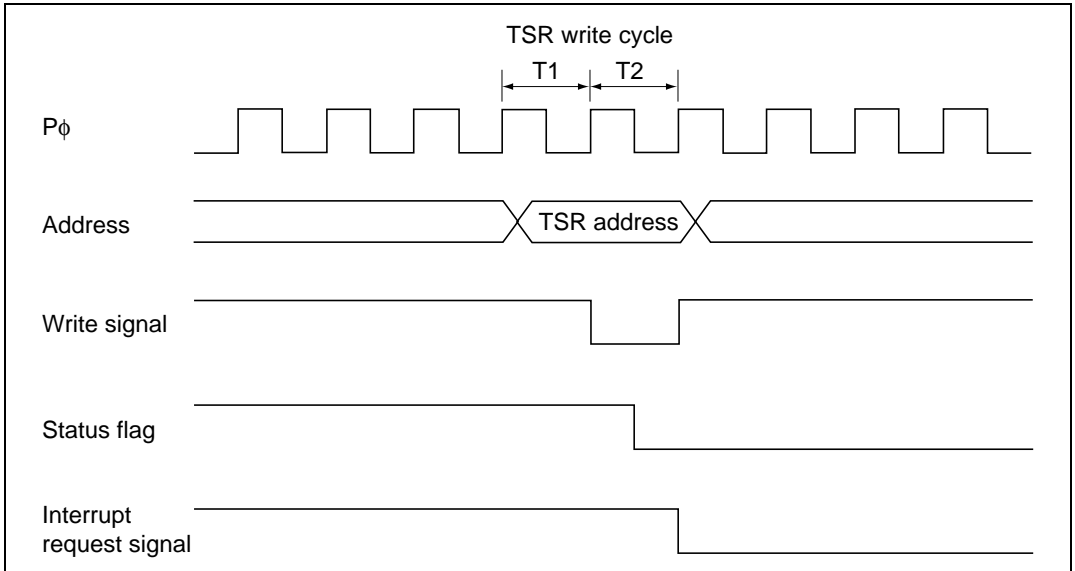 TSR write cycle
T1 T2
Pφ
Address
TSR address
Write signal
Status flag
Interrupt
request signal